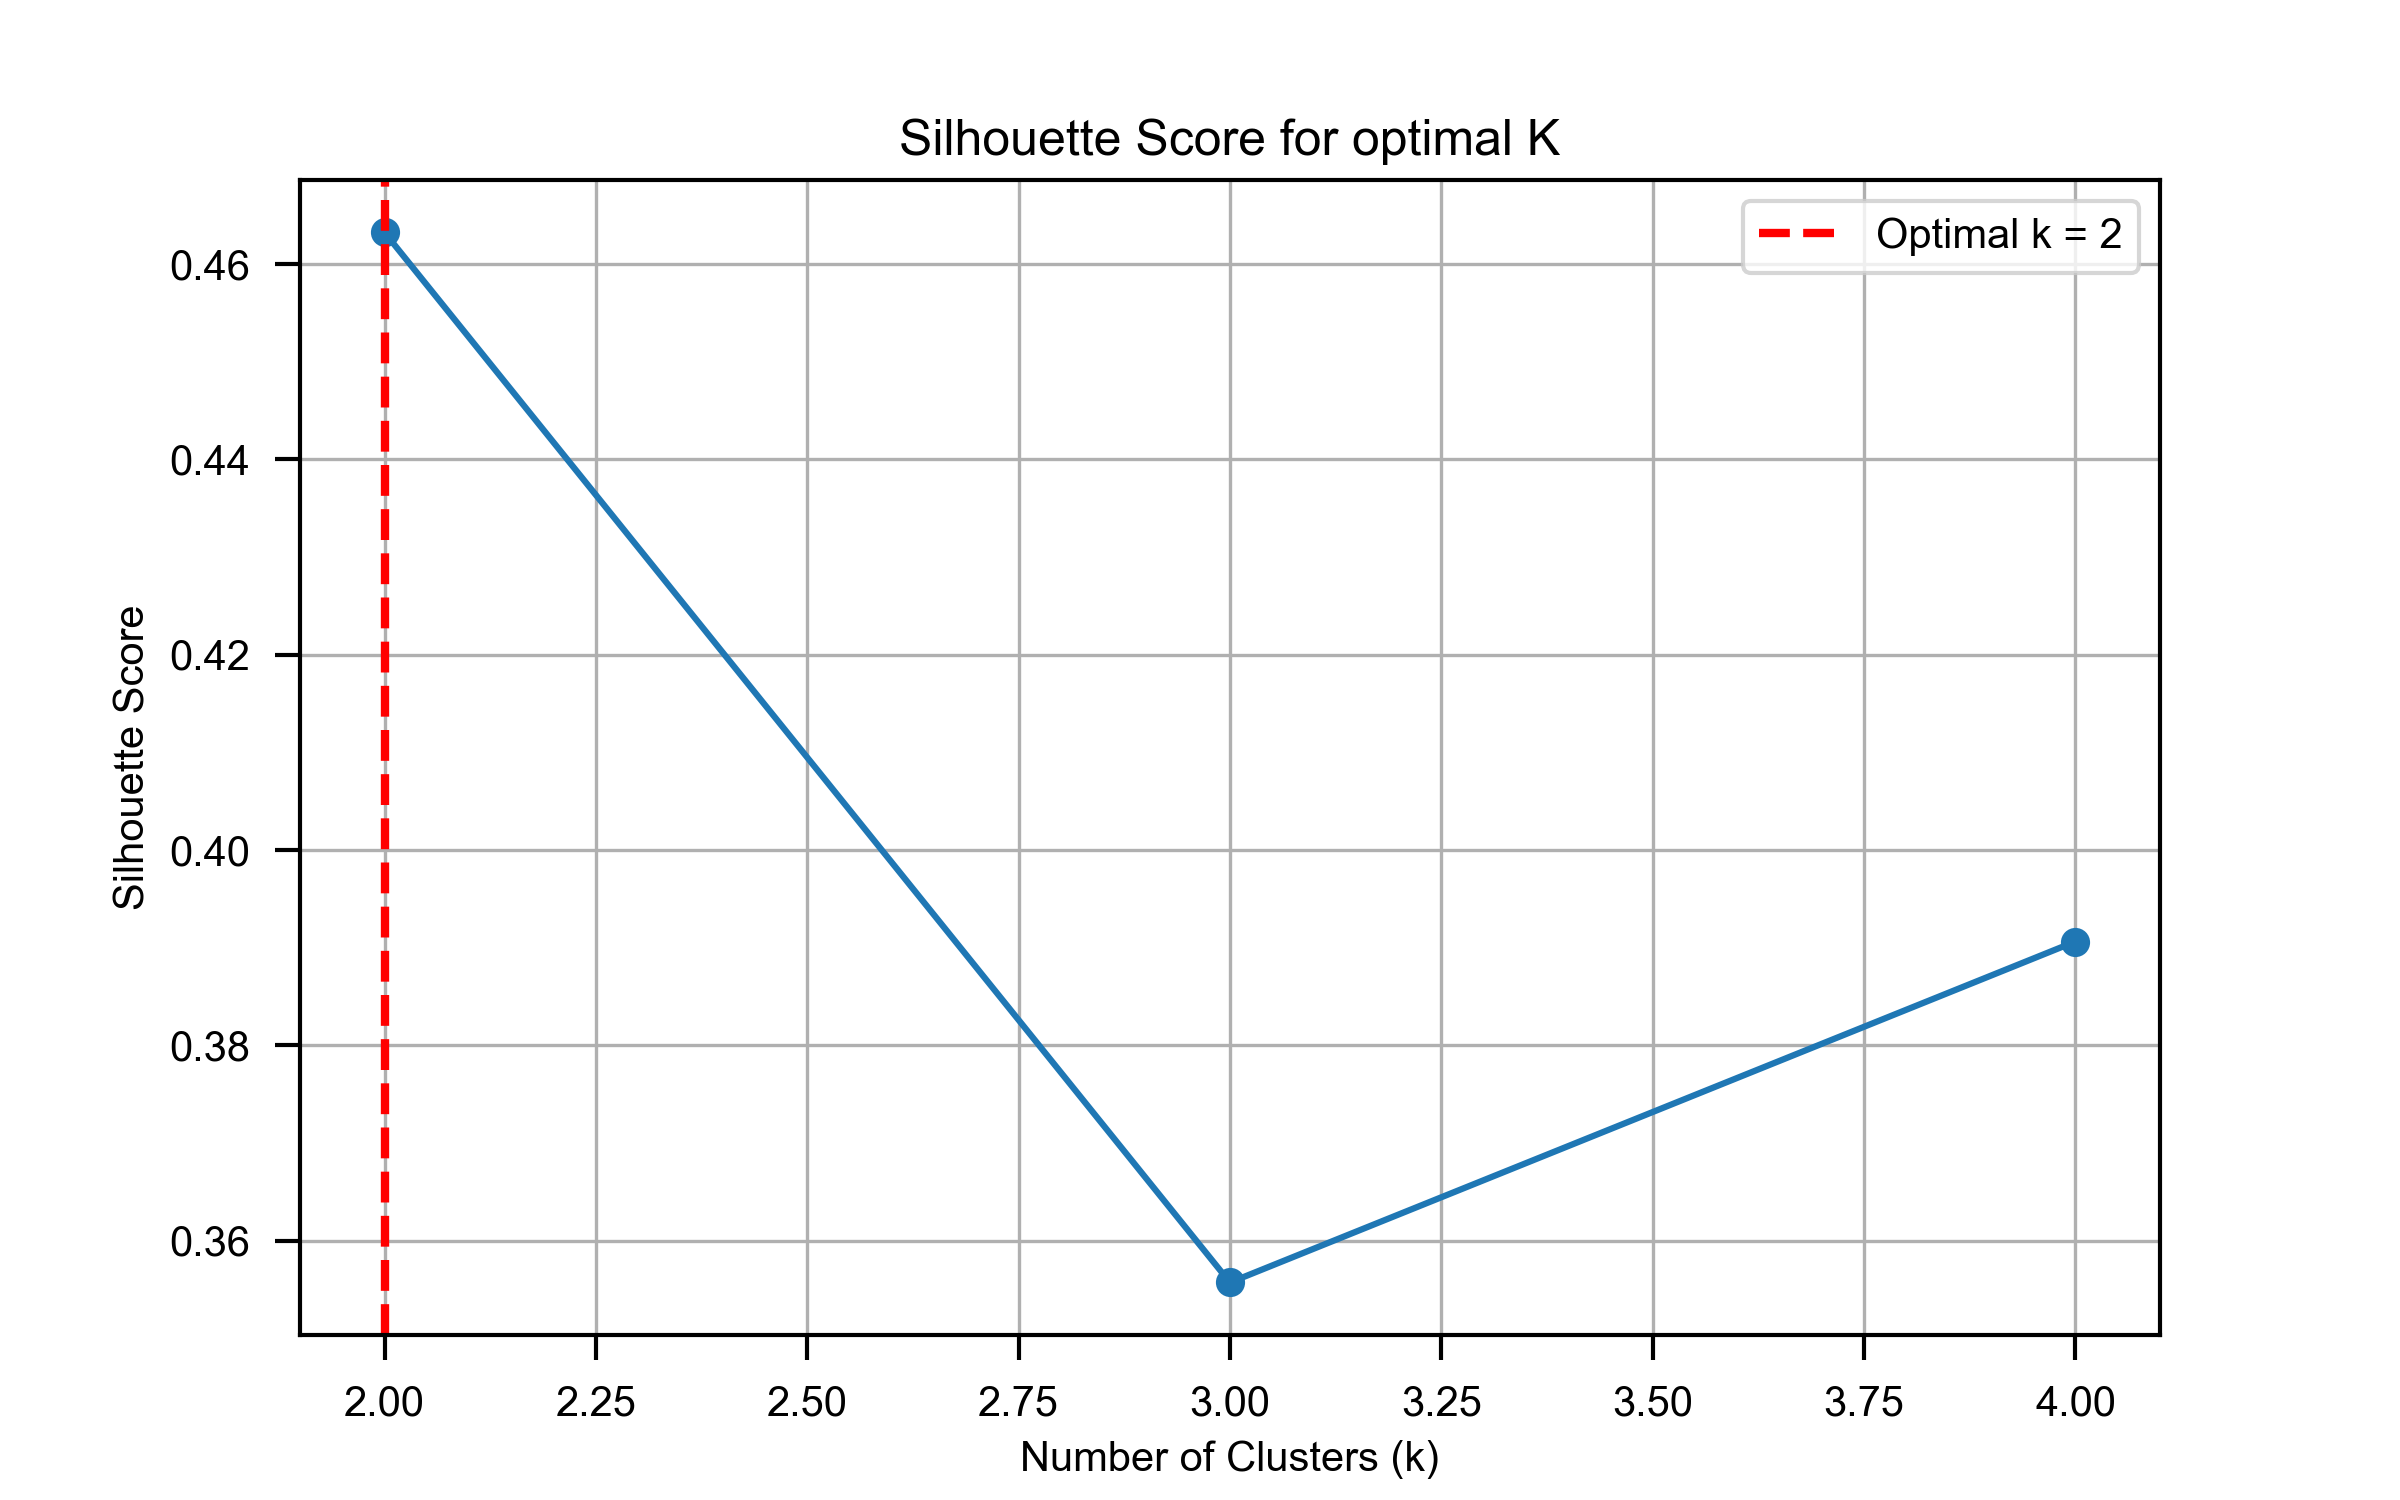 Silhouette Score for optimal K
Optimal k = 2
Silhouette Score
0.46
0.44
0.42
0.40
0.38
0.36
2.00 2.25 2.50 2.75 3.00 3.25 3.50 3.75 4.00
Number of Clusters (k)